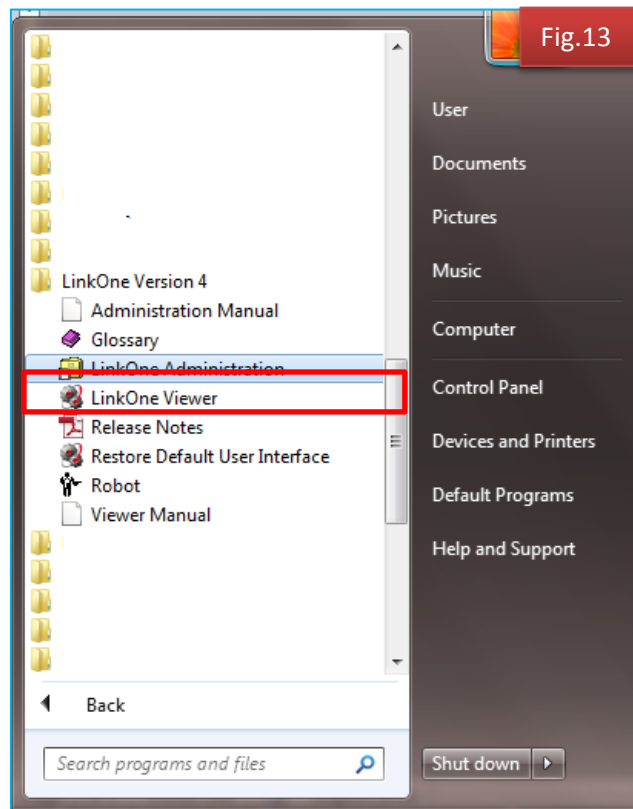 Fig.13
User
Documents
Pictures
Music
Computer
Control Panel
Devices and Printers
Default Programs
Help and Support
LinkOne Version 4
Administration Manual
Glossary
LinkOne Administration
LinkOne Viewer
Release Notes
Restore Default User Interface
Robot
Viewer Manual
Back
Search programs and files
Shut down